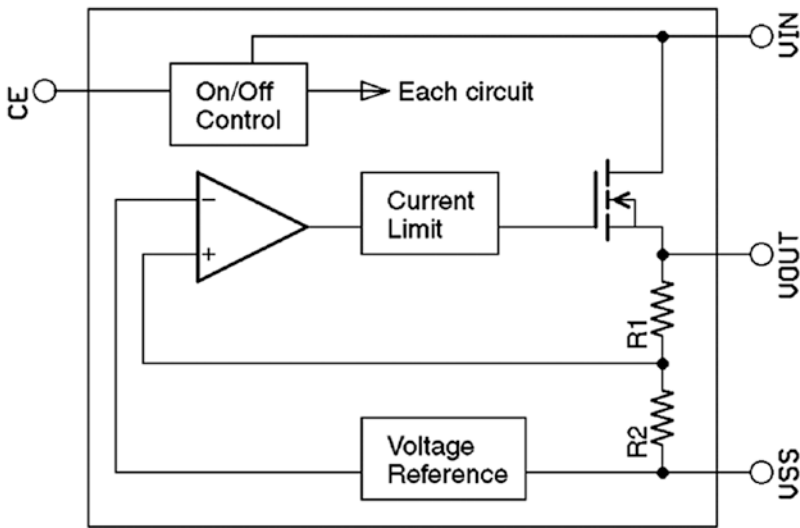 VIN
CE
On/Off
Control
Each circuit
−
+
Current
Limit
VOUT
R1
R2
Voltage
Reference
VSS